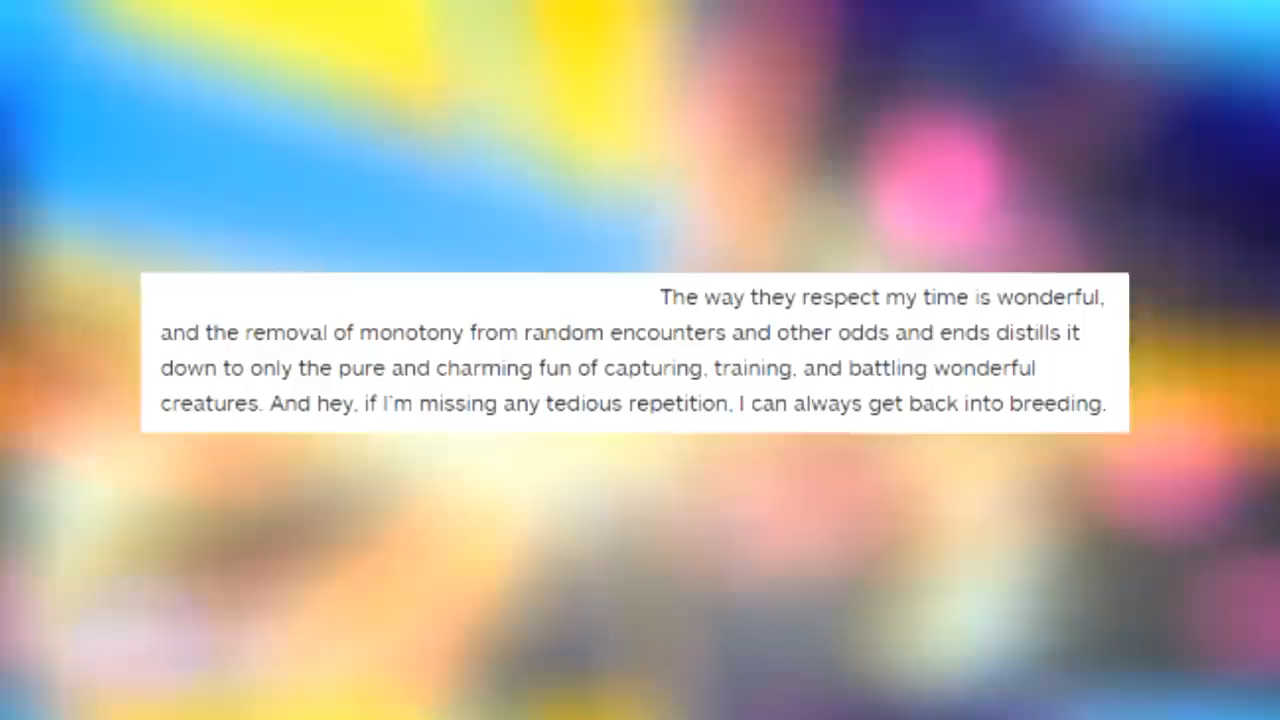 The way they respect my time is wonderful,
and the removal of monotony from random encounters and other odds and ends distills it
down to only the pure and charming fun of capturing, training, and battling wonderful
creatures. And hey, if I'm missing any tedious repetition, I can always get back into breeding.